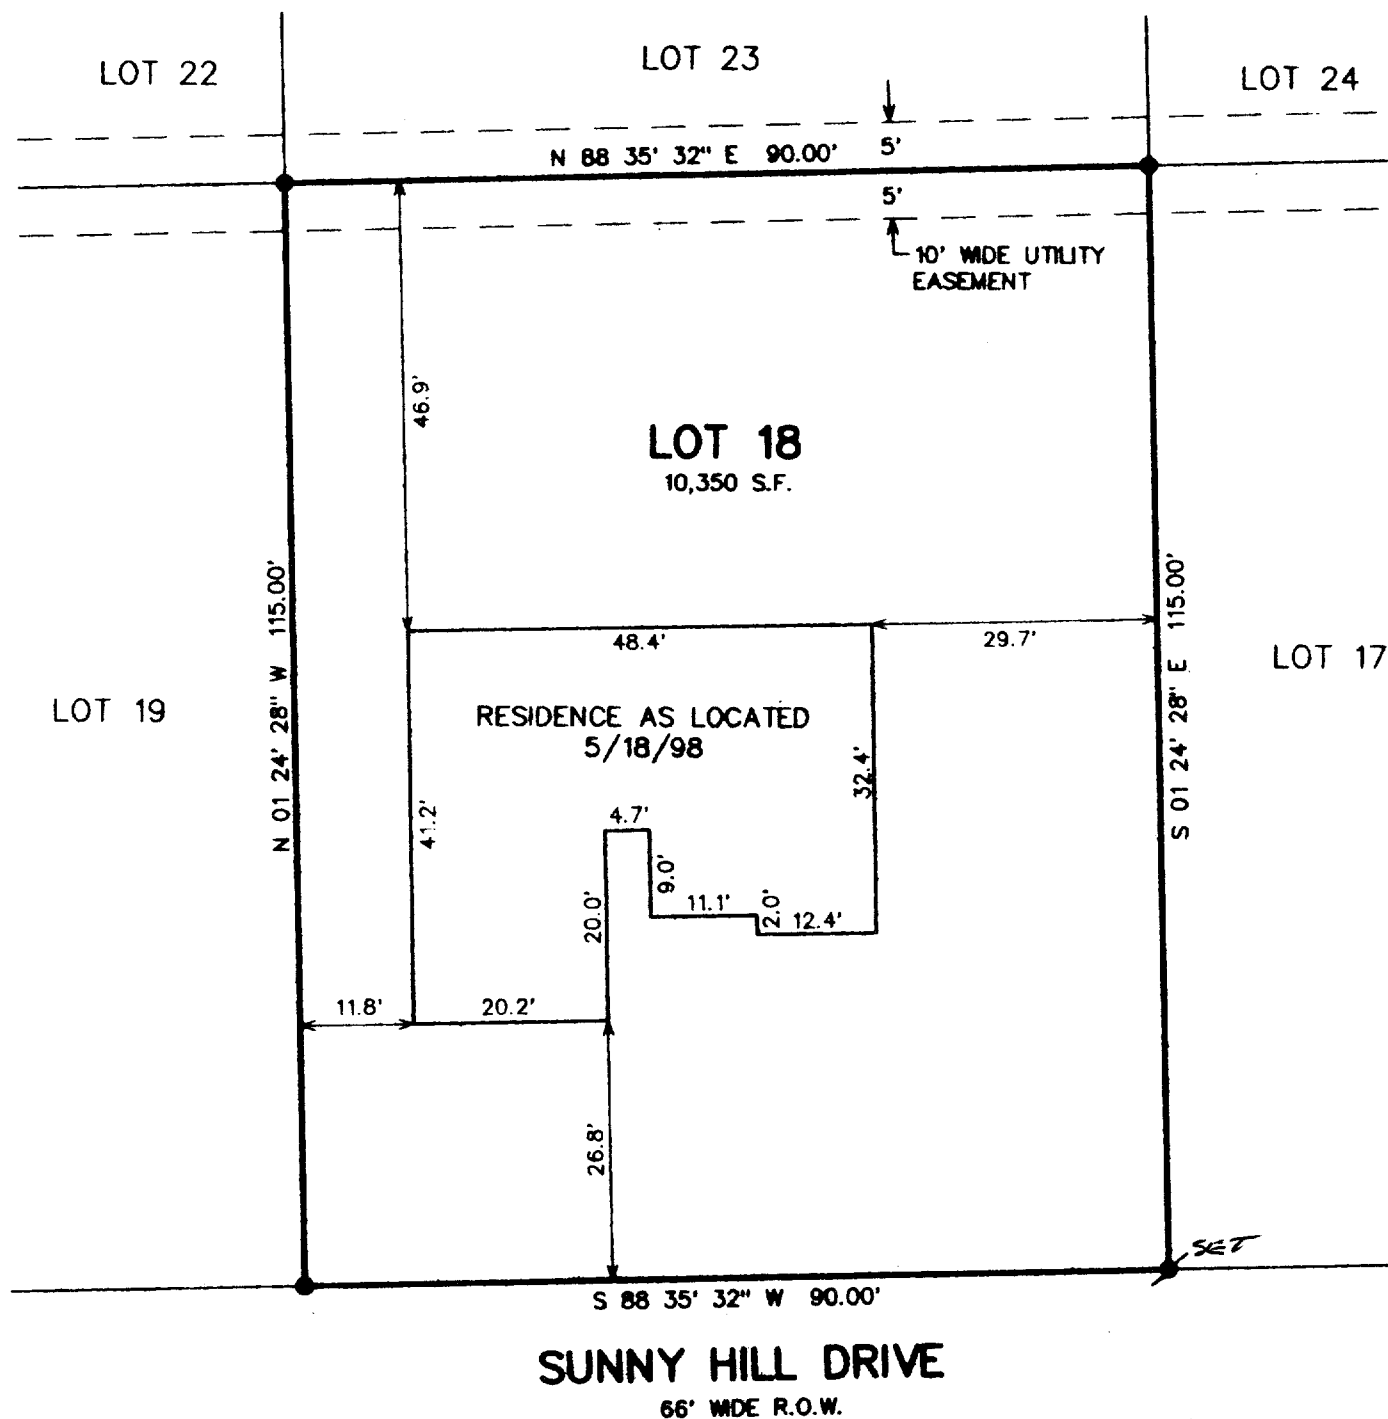 LOT 22
LOT 23
LOT 24
N 88 35' 32" E 90.00'
5'
5'
10' WIDE UTILITY
EASEMENT
46.9'
LOT 18
10,350 S.F.
N 01 24' 28" W 115.00'
S 01 24' 28" E 115.00'
48.4'
29.7'
LOT 17
LOT 19
RESIDENCE AS LOCATED
5/18/98
32.4'
41.2'
4.7'
9.0'
20.0'
11.1'
2.0'
12.4'
11.8'
20.2'
26.8'
SET
S 88 35' 32" W 90.00'
SUNNY HILL DRIVE
66' WIDE R.O.W.